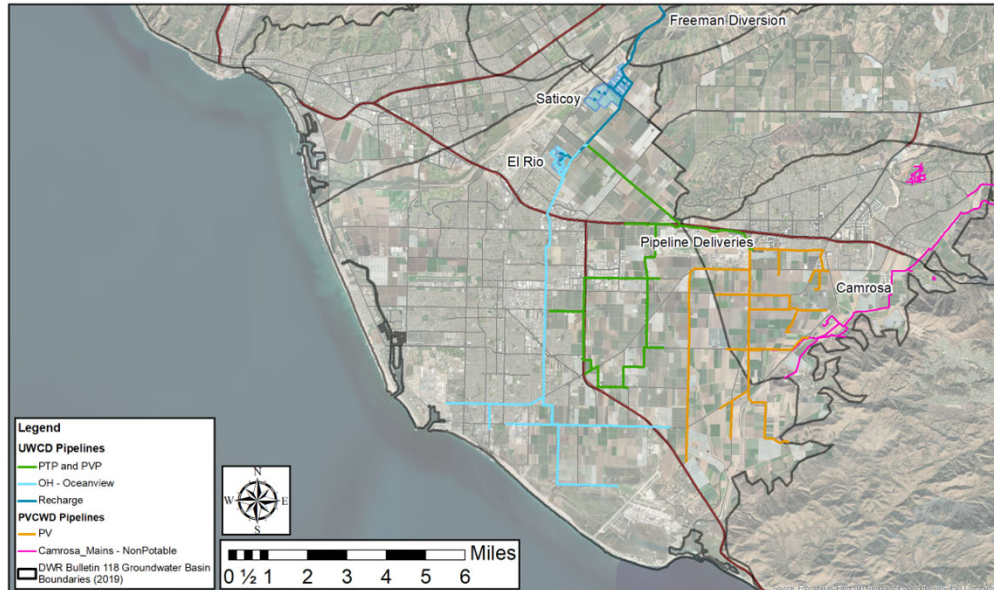 Freeman Diversion
Saticoy
El Rio
Pipeline Deliveries
Camrosa
Legend
UWCD Pipelines
PTP and PVP
OH - Oceanview
Recharge
PVCWD Pipelines
PV
Camrosa_Mains - NonPotable
DWR Bulletin 118 Groundwater Basin
Boundaries (2019)
N
W E
S
Miles
0 ½ 1 2 3 4 5 6